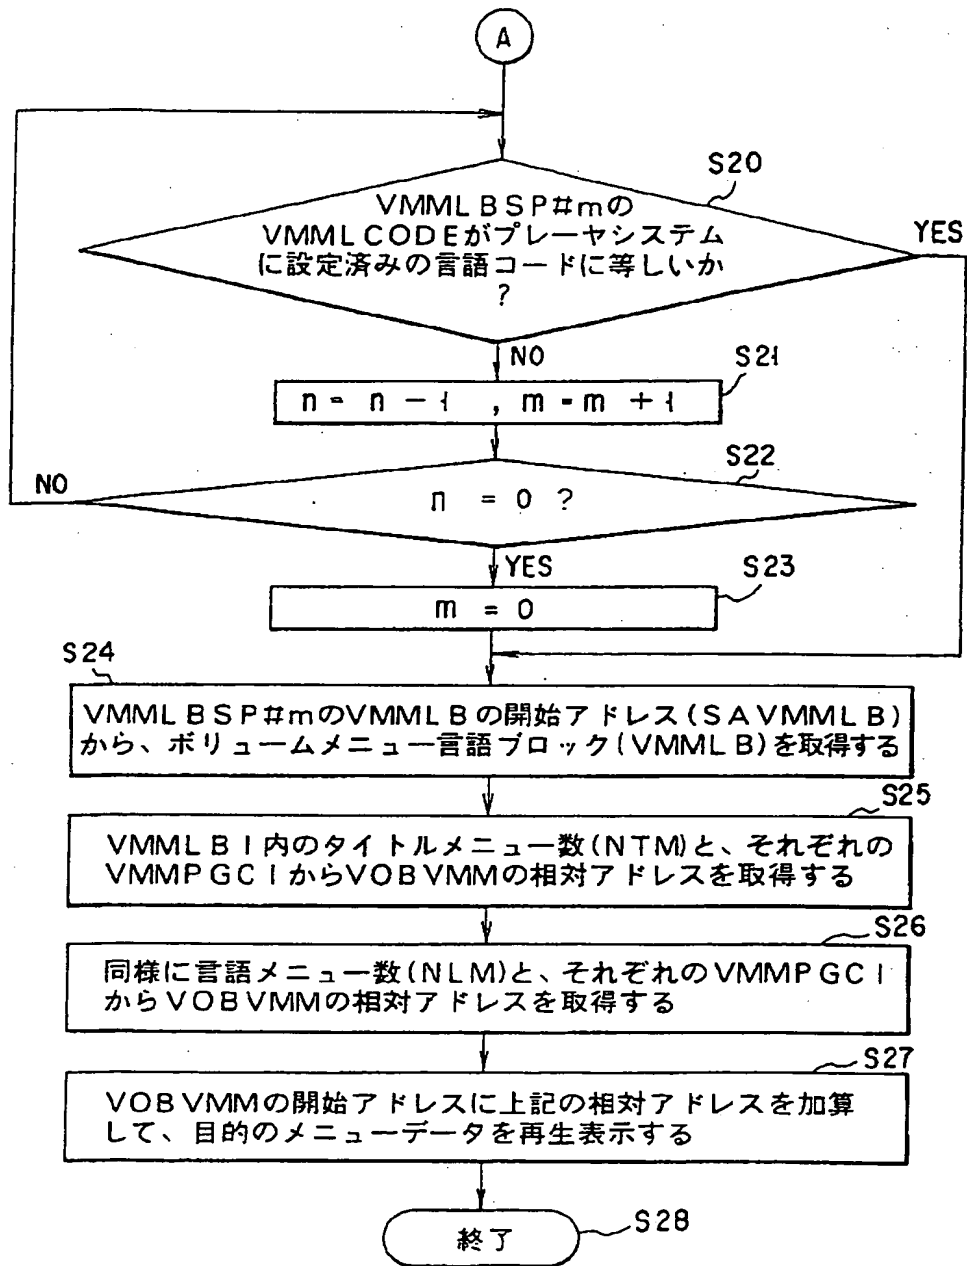 A
S20
VMMLBSP#mの
VMMLCODEがプレーヤシステム
に設定済みの言語コードに等しいか
?
YES
NO
S21
n = n - 1 , m = m + 1
S22
NO
n = 0 ?
YES
S23
m = 0
S24
VMMLBSP#mのVMMLBの開始アドレス(SAVMMLB)
から、ボリュームメニュー言語ブロック(VMMLB)を取得する
S25
VMMLBI内のタイトルメニュー数(NTM)と、それぞれの
VMMPGCIからVOBVMMの相対アドレスを取得する
S26
同様に言語メニュー数(NLM)と、それぞれのVMMPGCI
からVOBVMMの相対アドレスを取得する
S27
VOBVMMの開始アドレスに上記の相対アドレスを加算
して、目的のメニューデータを再生表示する
S28
終了